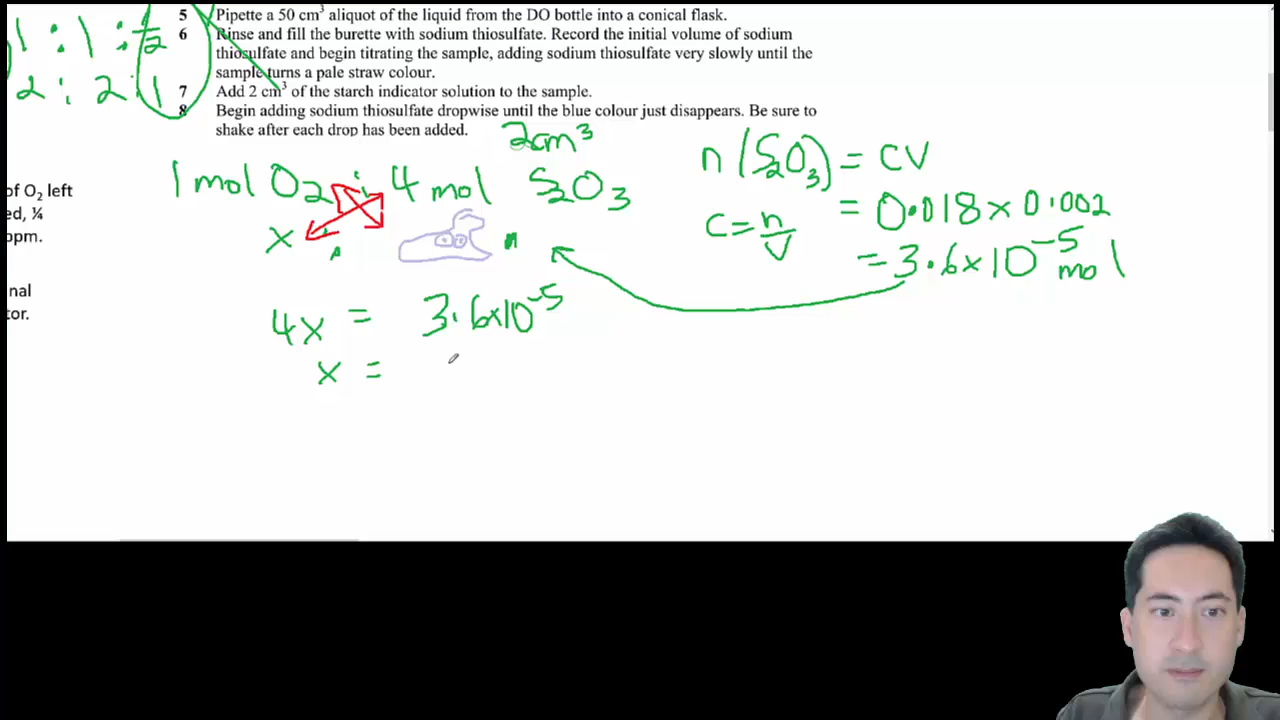 5 Pipette a 50 cm³ aliquot of the liquid from the DO bottle into a conical flask.
6 Rinse and fill the burette with sodium thiosulfate. Record the initial volume of sodium
thiosulfate and begin titrating the sample, adding sodium thiosulfate very slowly until the
sample turns a pale straw colour.
7 Add 2 cm³ of the starch indicator solution to the sample.
8 Begin adding sodium thiosulfate dropwise until the blue colour just disappears. Be sure to
shake after each drop has been added.
1 : 1 : 1/2
2 : 2 : 1
of O₂ left
ed, ¼
opm.
nal
tor.
2cm³
1 mol O₂ : 4 mol S₂O₃
x :
4x = 3.6x10⁻⁵
x =
n(S₂O₃) = CV
= 0.018 x 0.002
C = n/V
= 3.6x10⁻⁵ mol